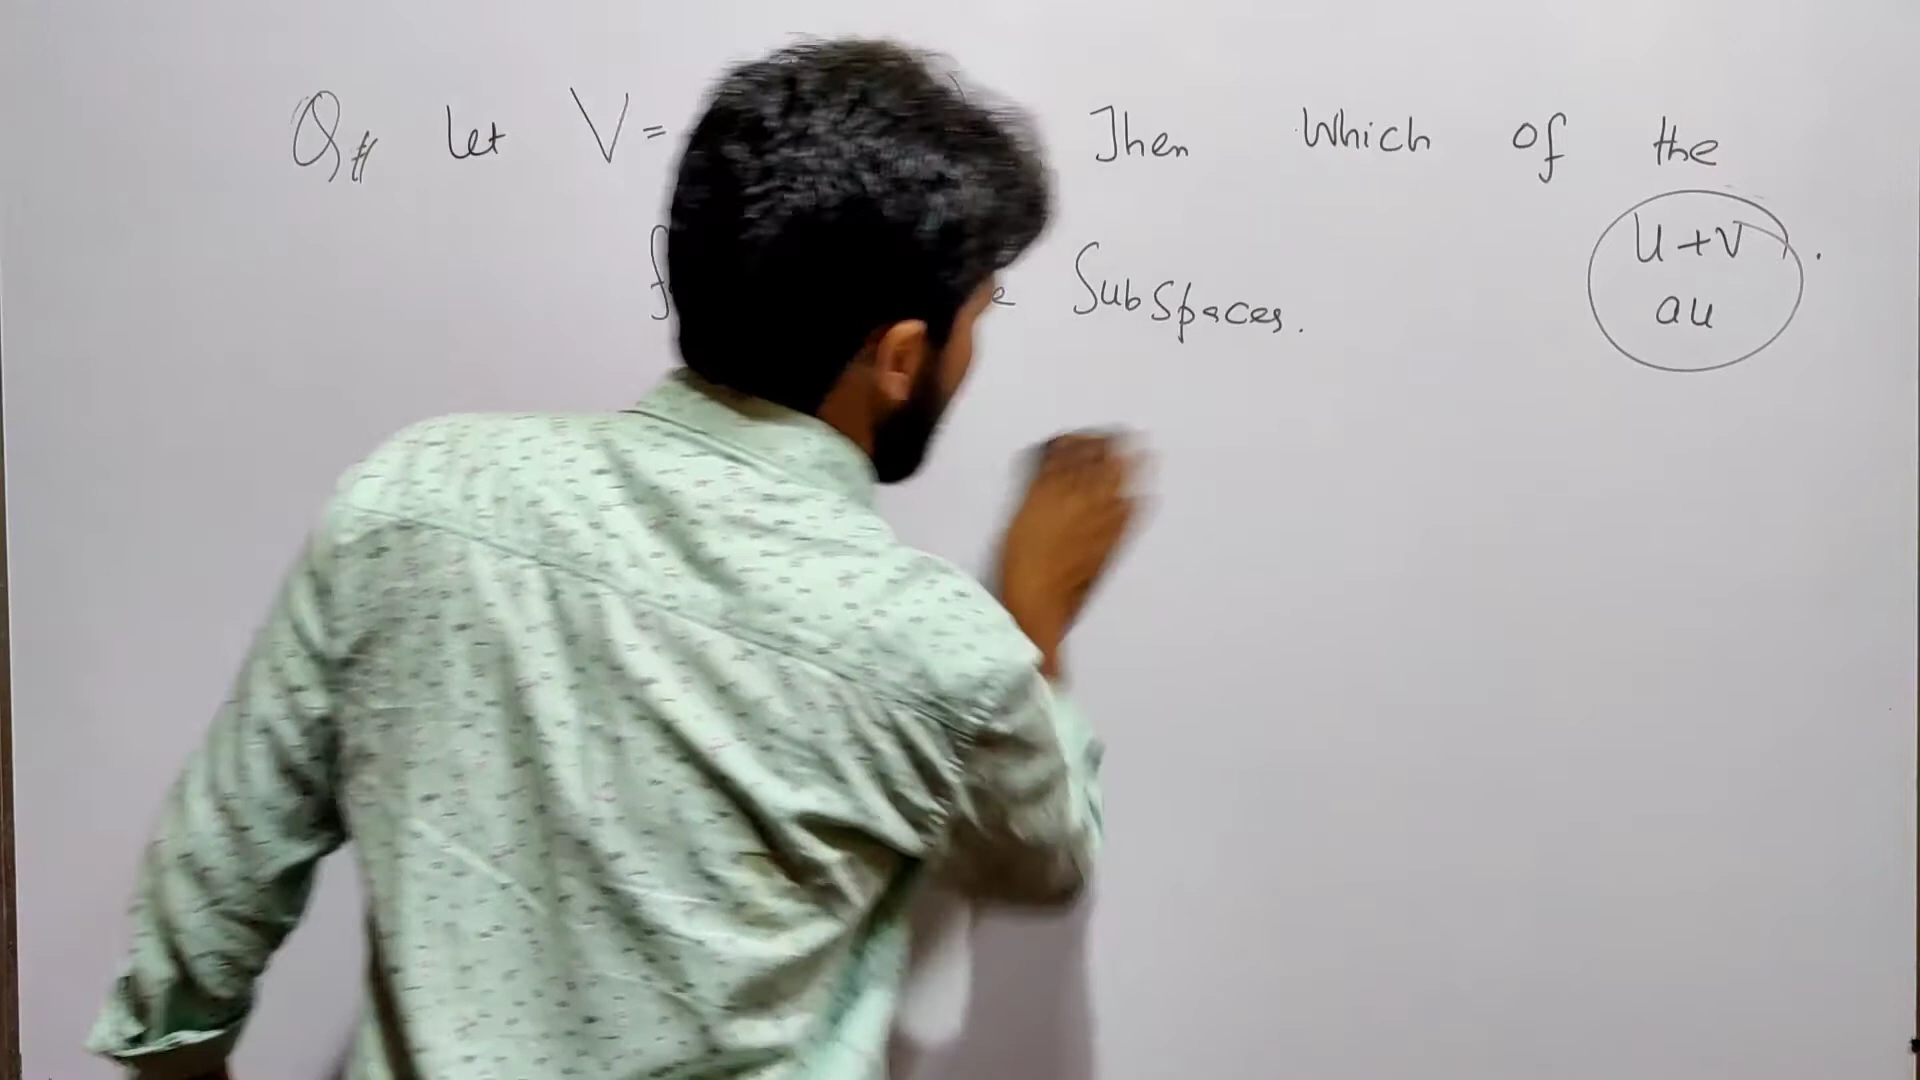 Q# Let V= Then Which of the
SubSpaces.
u+v
au